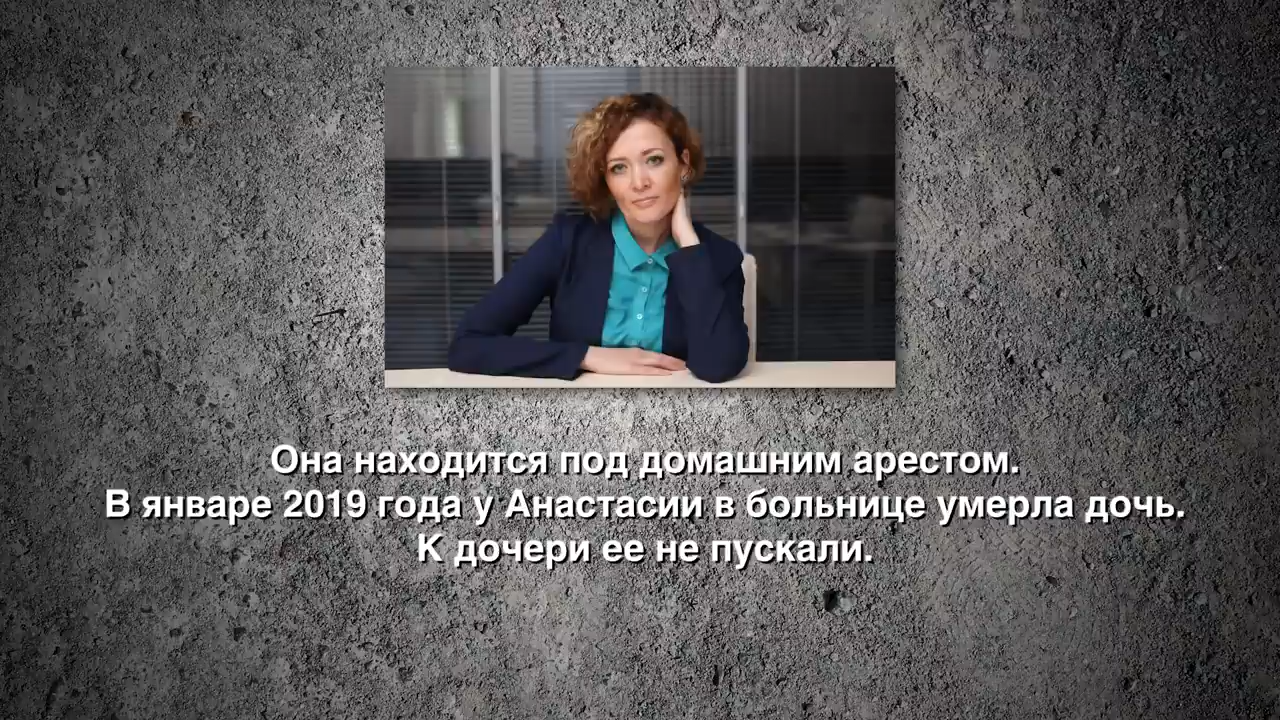 Она находится под домашним арестом.
В январе 2019 года у Анастасии в больнице умерла дочь.
К дочери ее не пускали.